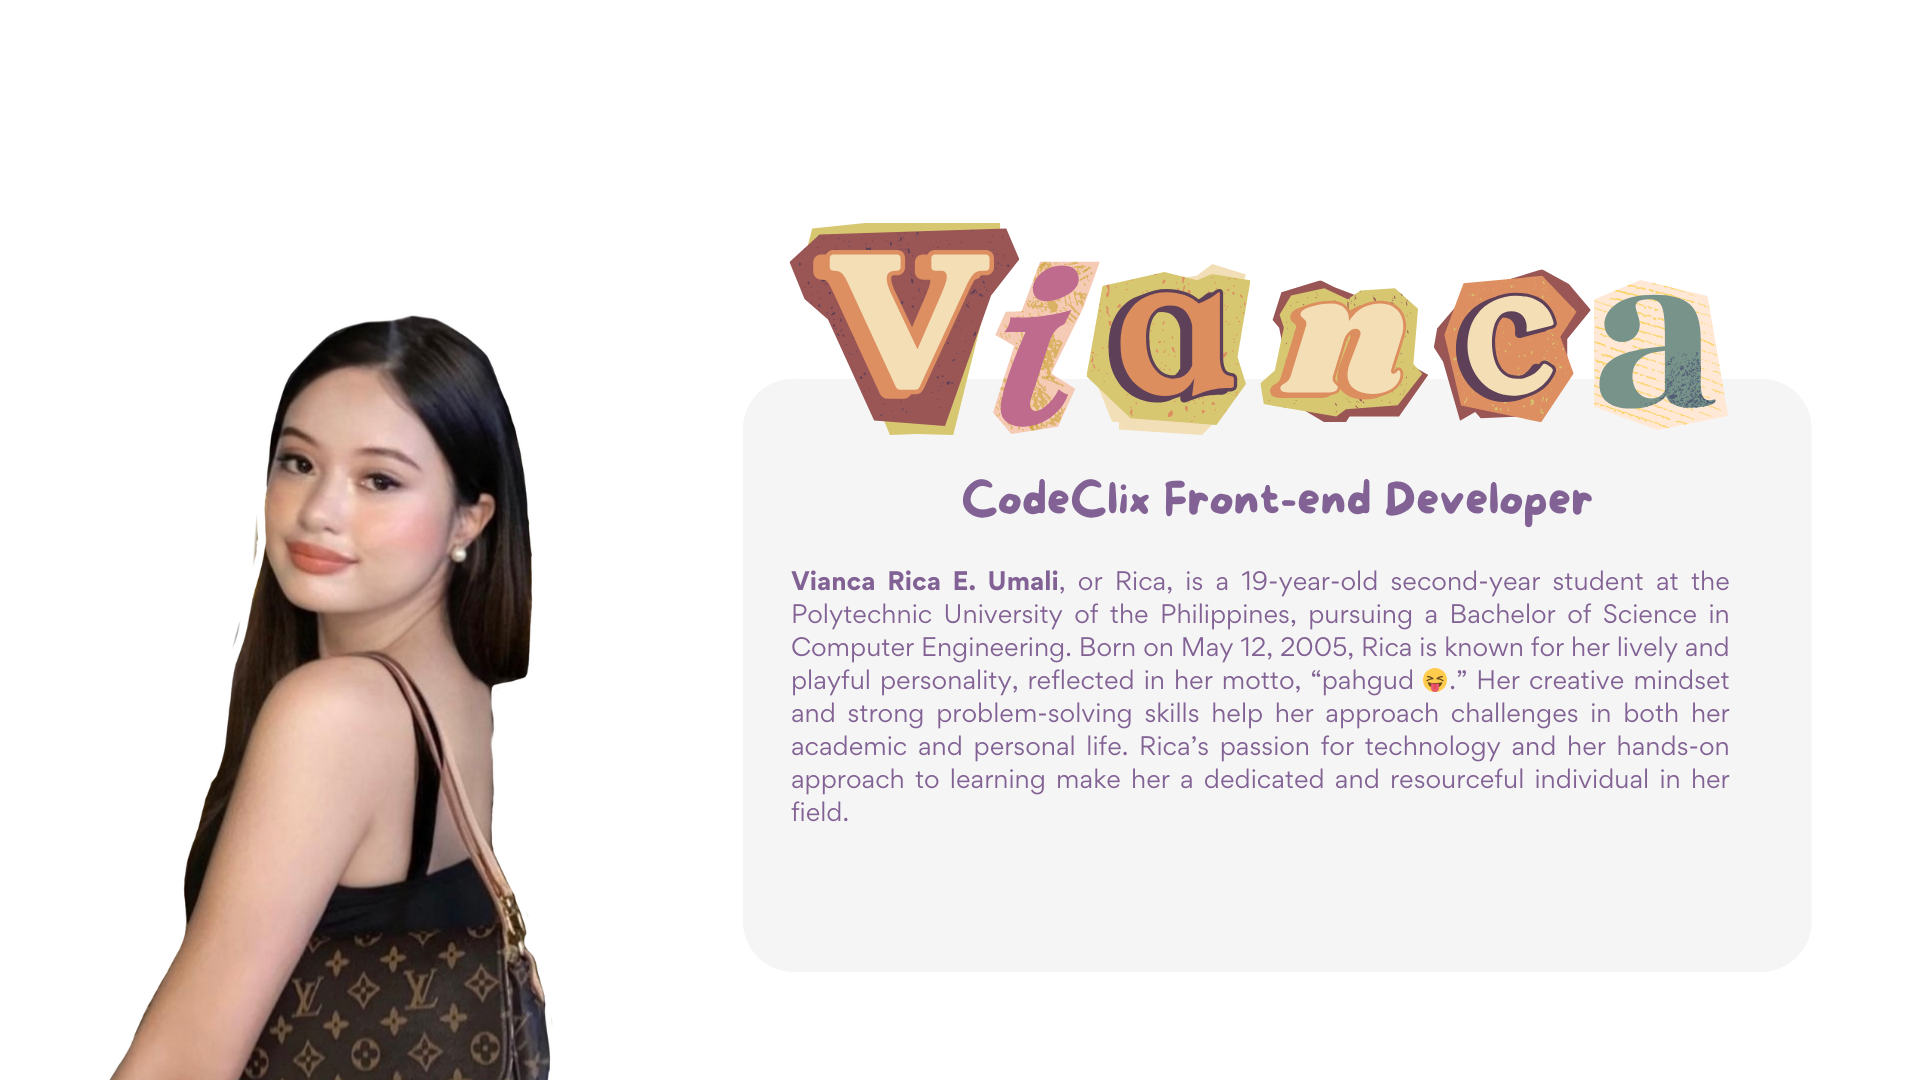 Vianca
CodeClix Front-end Developer
Vianca Rica E. Umali, or Rica, is a 19-year-old second-year student at the
Polytechnic University of the Philippines, pursuing a Bachelor of Science in
Computer Engineering. Born on May 12, 2005, Rica is known for her lively and
playful personality, reflected in her motto, “pahgud 😝.” Her creative mindset
and strong problem-solving skills help her approach challenges in both her
academic and personal life. Rica’s passion for technology and her hands-on
approach to learning make her a dedicated and resourceful individual in her
field.